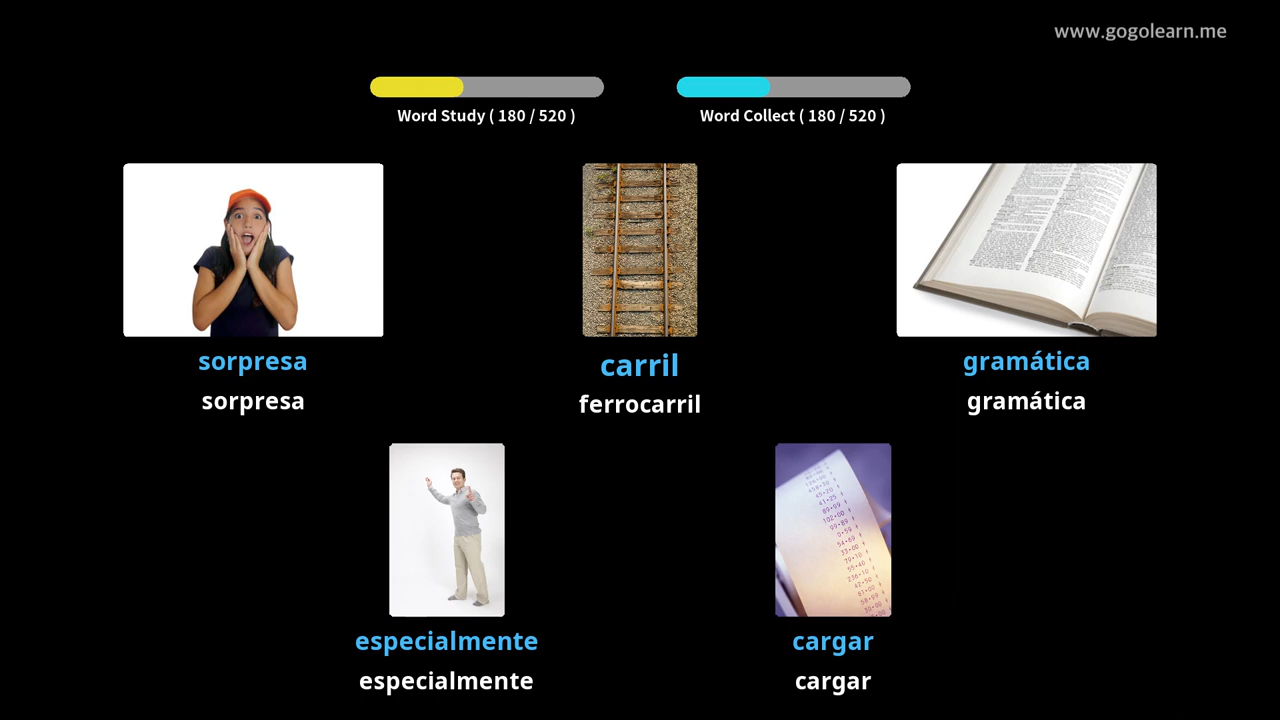 www.gogolearn.me
Word Study ( 180 / 520 )
Word Collect ( 180 / 520 )
sorpresa
sorpresa
carril
ferrocarril
gramática
gramática
especialmente
especialmente
cargar
cargar